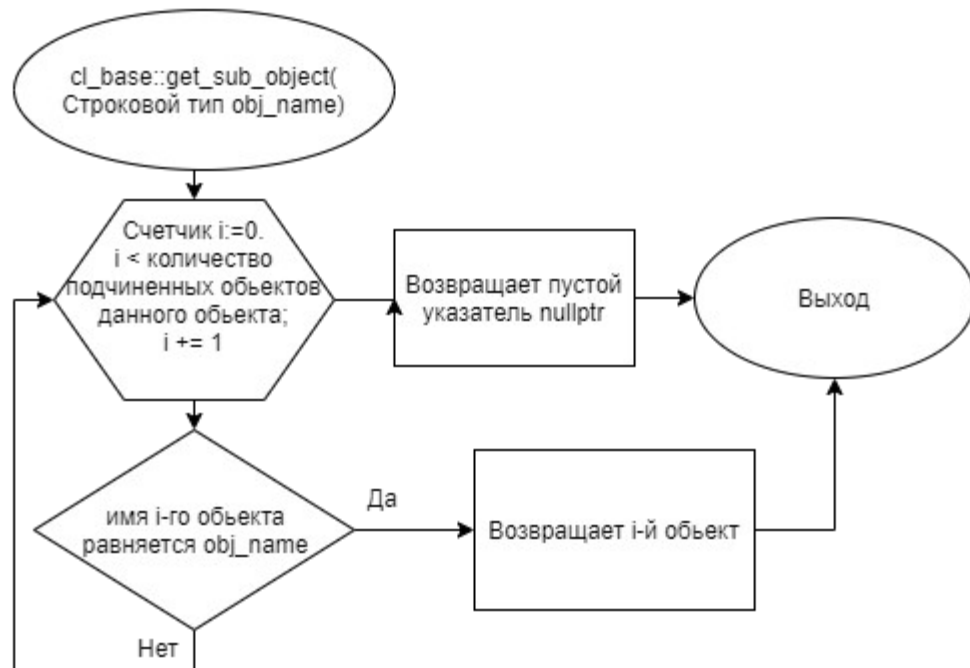 cl_base::get_sub_object(
Строковой тип obj_name)
Счетчик i:=0.
i < количество
подчиненных обьектов
данного обьекта;
i += 1
Возвращает пустой
указатель nullptr
Выход
имя i-го обьекта
равняется obj_name
Да
Возвращает i-й обьект
Нет